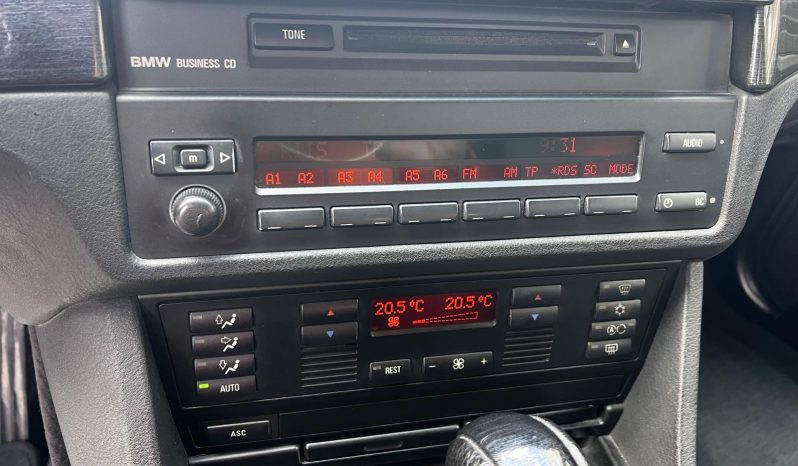 TONE
BMW BUSINESS CD
9:31
AUDIO
A1 A2 A3 A4 A5 A6 FM AM TP *RDS SC MODE
m
BC
20.5 °C 20.5 °C
REST
- +
AUTO
A
ASC